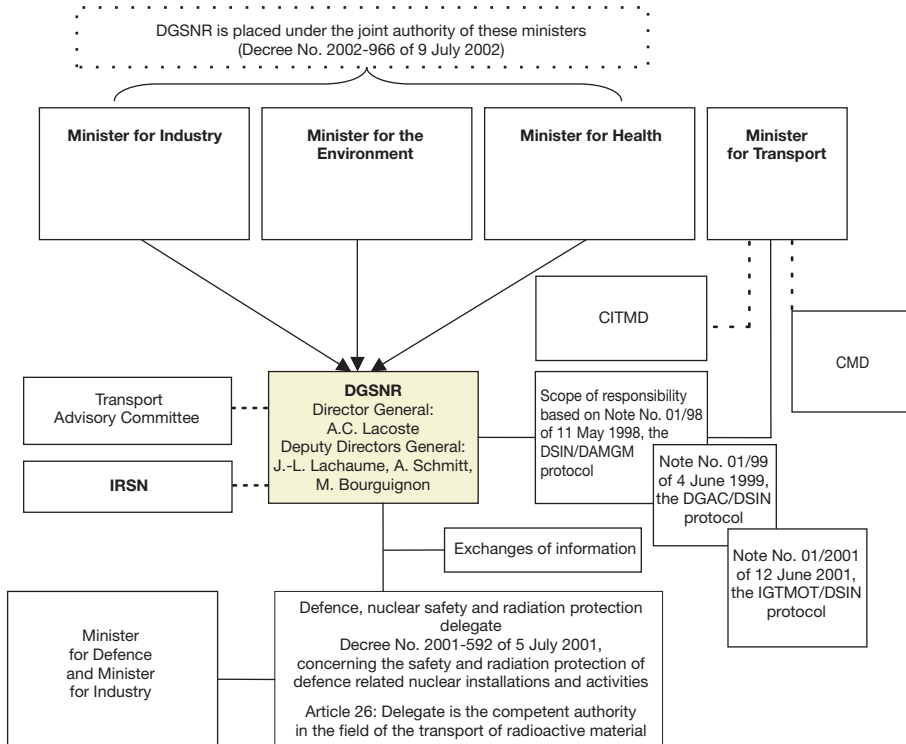 DGSNR is placed under the joint authority of these ministers
(Decree No. 2002-966 of 9 July 2002)
Minister for Industry
Minister for the
Environment
Minister for Health
Minister
for Transport
CITMD
CMD
Transport
Advisory Committee
IRSN
DGSNR
Director General:
A.C. Lacoste
Deputy Directors General:
J.-L. Lachaume, A. Schmitt,
M. Bourguignon
Scope of responsibility
based on Note No. 01/98
of 11 May 1998, the
DSIN/DAMGM
protocol
Note No. 01/99
of 4 June 1999,
the DGAC/DSIN
protocol
Note No. 01/2001
of 12 June 2001,
the IGTMOT/DSIN
protocol
Exchanges of information
Minister
for Defence
and Minister
for Industry
Defence, nuclear safety and radiation protection
delegate
Decree No. 2001-592 of 5 July 2001,
concerning the safety and radiation protection of
defence related nuclear installations and activities
Article 26: Delegate is the competent authority
in the field of the transport of radioactive material